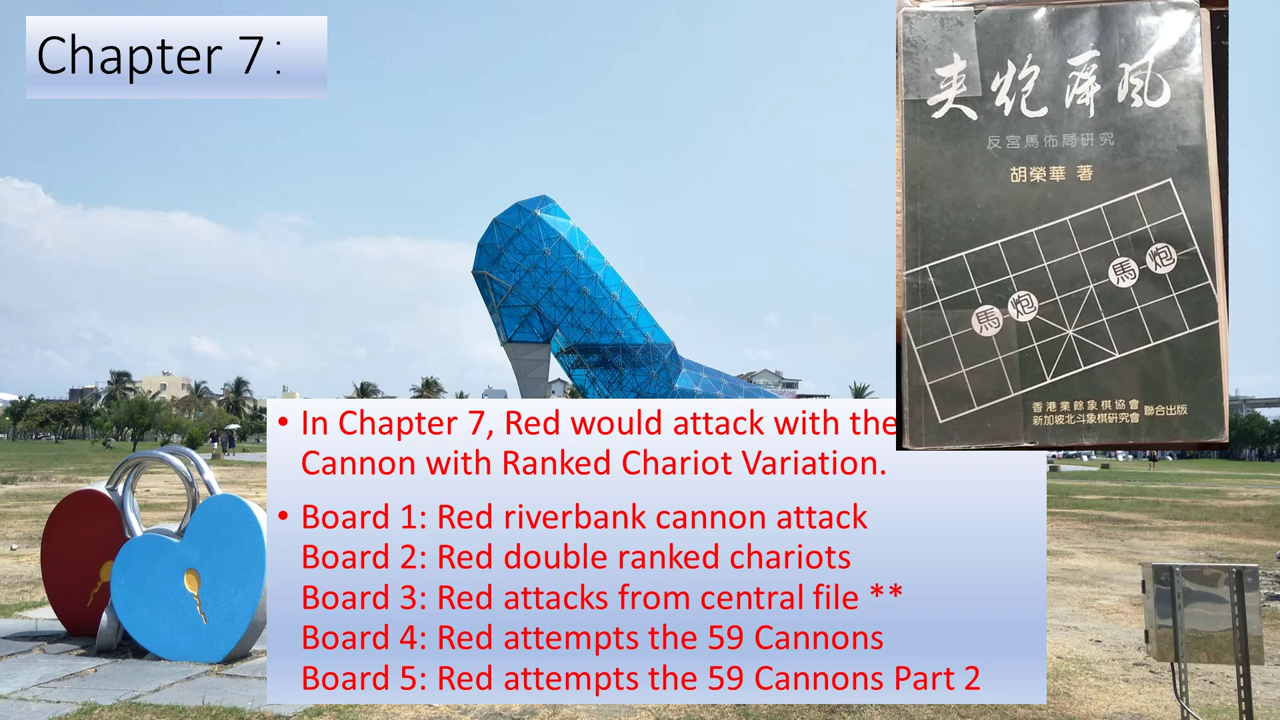 Chapter 7:
夹炮屏风
反宮馬佈局研究
胡榮華 著
馬
炮
馬
炮
香港業餘象棋協會
新加坡北斗象棋研究會
聯合出版
• In Chapter 7, Red would attack with the
Cannon with Ranked Chariot Variation.
• Board 1: Red riverbank cannon attack
Board 2: Red double ranked chariots
Board 3: Red attacks from central file **
Board 4: Red attempts the 59 Cannons
Board 5: Red attempts the 59 Cannons Part 2